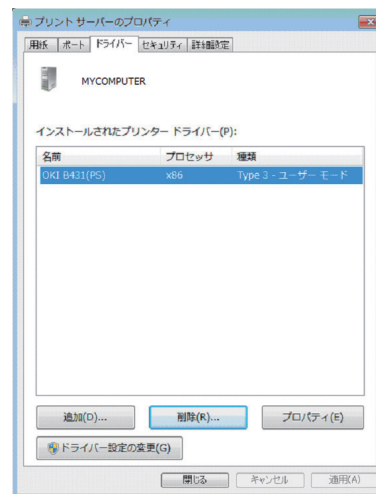 プリント サーバーのプロパティ
用紙 ポート ドライバー セキュリティ 詳細設定
MYCOMPUTER
インストールされたプリンター ドライバー(P):
名前 プロセッサ 種類
OKI B431(PS) x86 Type 3 - ユーザー モード
追加(D)... 削除(R)... プロパティ(E)
ドライバー設定の変更(G)
閉じる キャンセル 適用(A)